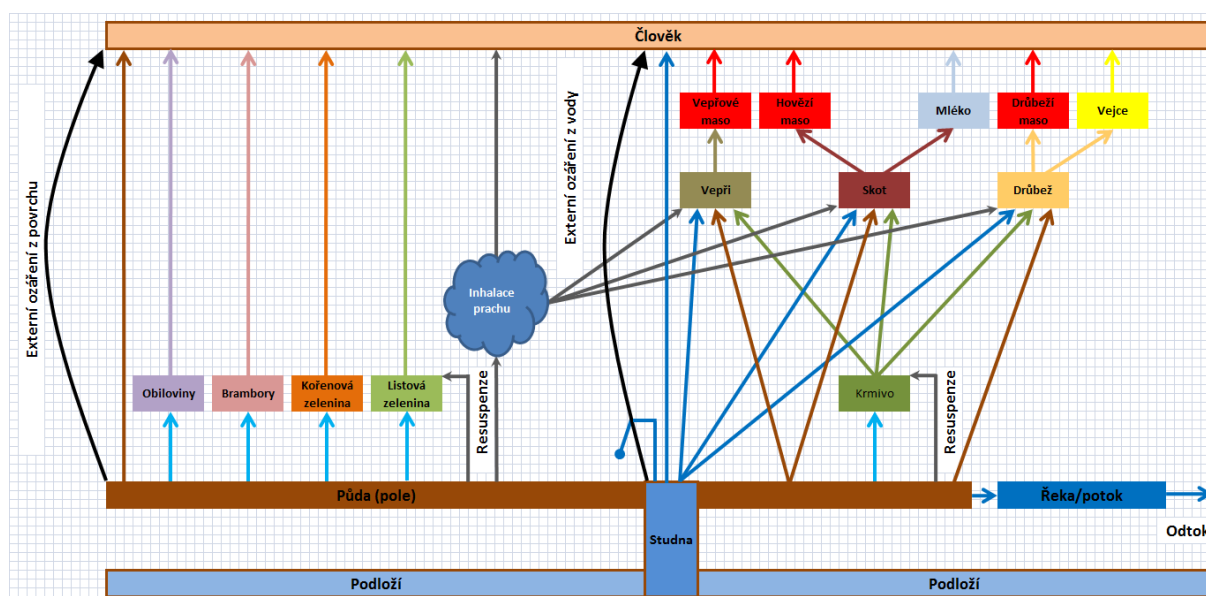 Člověk
Externí ozáření z povrchu
Externí ozáření z vody
Vepřové
maso
Hovězí
maso
Mléko
Drůbeží
maso
Vejce
Vepři
Skot
Drůbež
Inhalace
prachu
Obiloviny
Brambory
Kořenová
zelenina
Listová
zelenina
Resuspenze
Krmivo
Resuspenze
Půda (pole)
Řeka/potok
Studna
Odtok
Podloží
Podloží